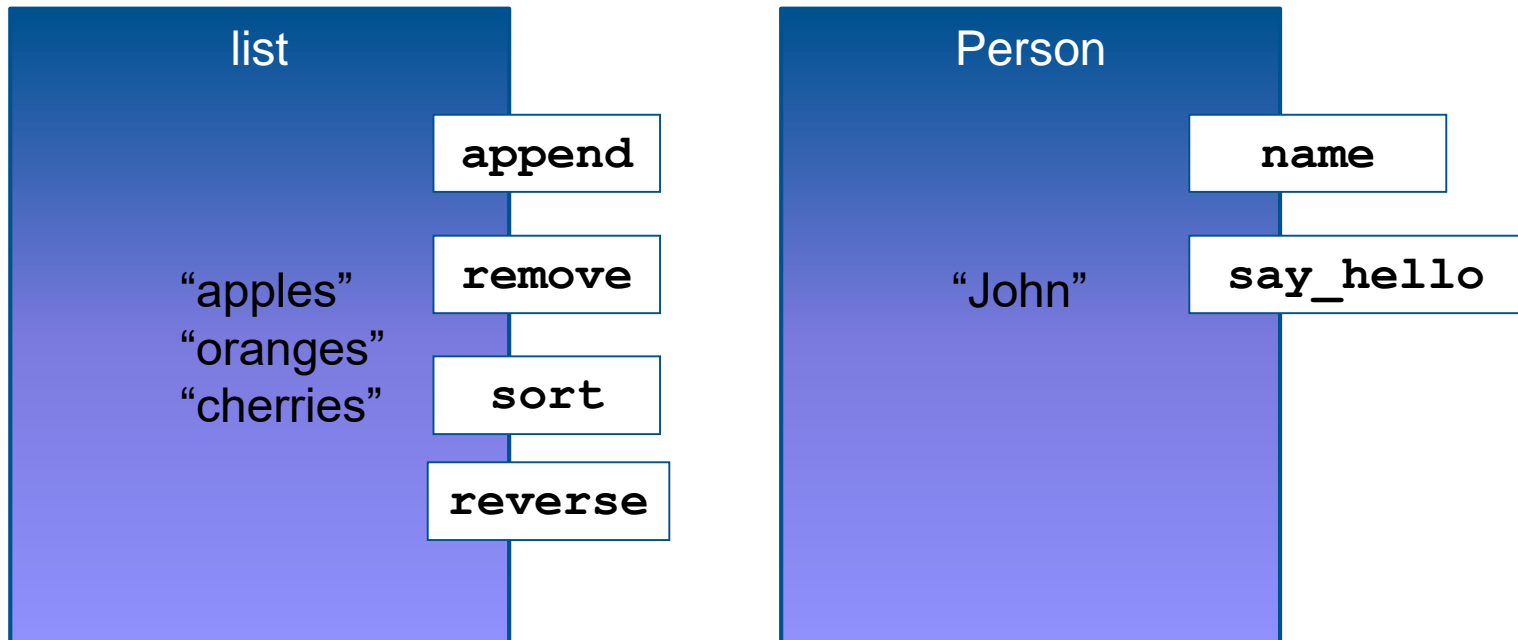 list
append
remove
sort
reverse
“apples”
“oranges”
“cherries”
Person
name
say_hello
“John”